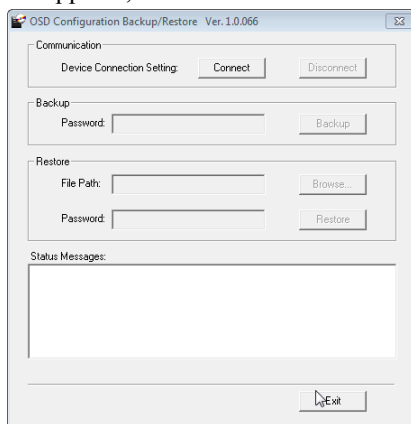 OSD Configuration Backup/Restore Ver. 1.0.066
Communication
Device Connection Setting: Connect Disconnect
Backup
Password: Backup
Restore
File Path: Browse...
Password: Restore
Status Messages:
Exit